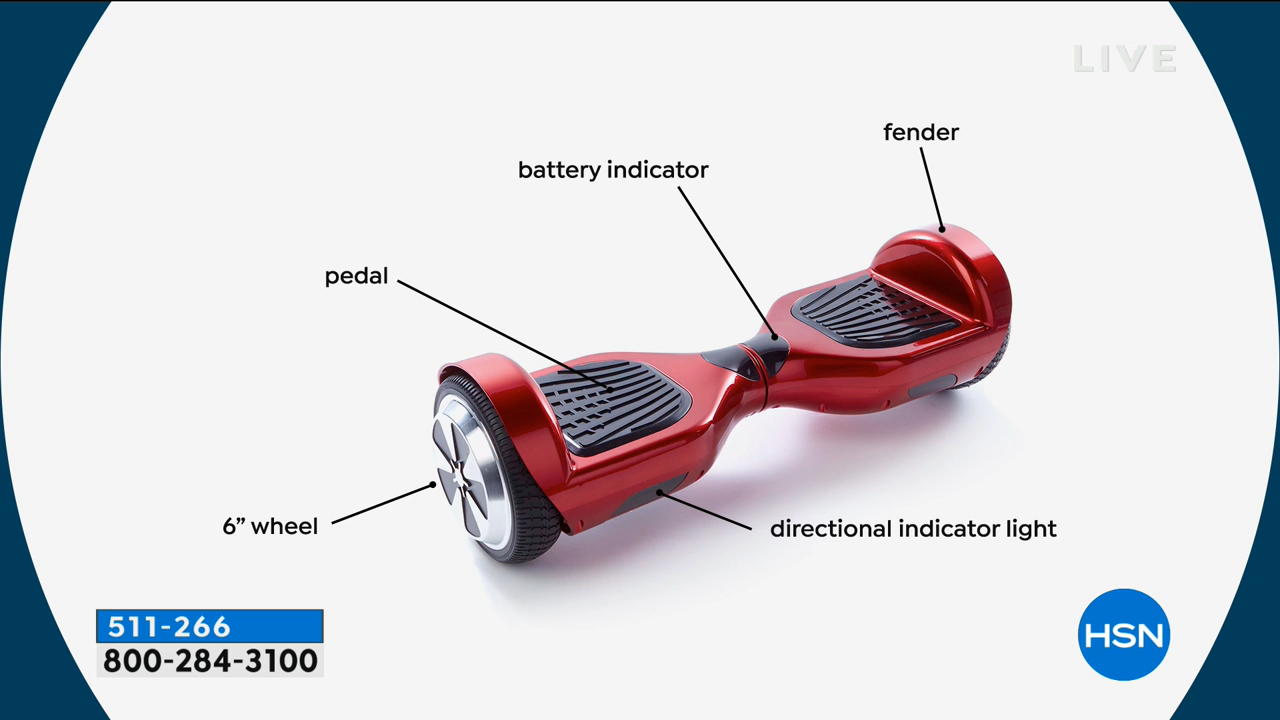 LIVE
fender
battery indicator
pedal
6” wheel
directional indicator light
511-266
800-284-3100
HSN